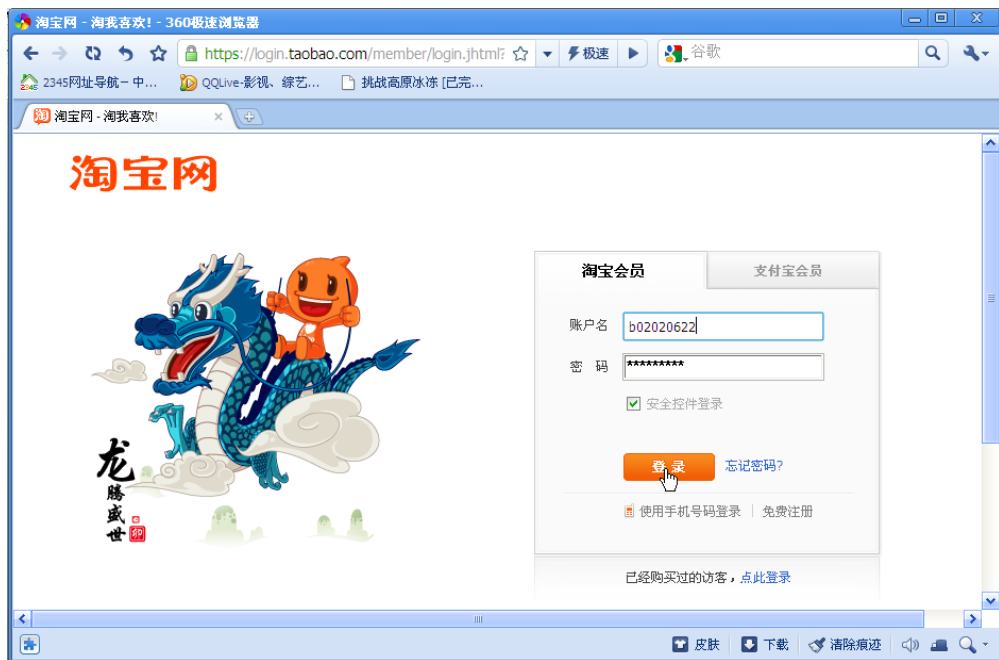 淘宝网 - 淘我喜欢! - 360极速浏览器
https://login.taobao.com/member/login.jhtml? 极速 谷歌
2345网址导航－中... QQLive-影视、综艺... 挑战高原冰冻 [已完...
淘 淘宝网 - 淘我喜欢!
淘宝网
淘宝会员 支付宝会员
账户名 b02020622
密 码 *********
安全控件登录
登 录 忘记密码?
使用手机号码登录 免费注册
已经购买过的访客，点此登录
龙
腾
盛
世
皮肤 下载 清除痕迹